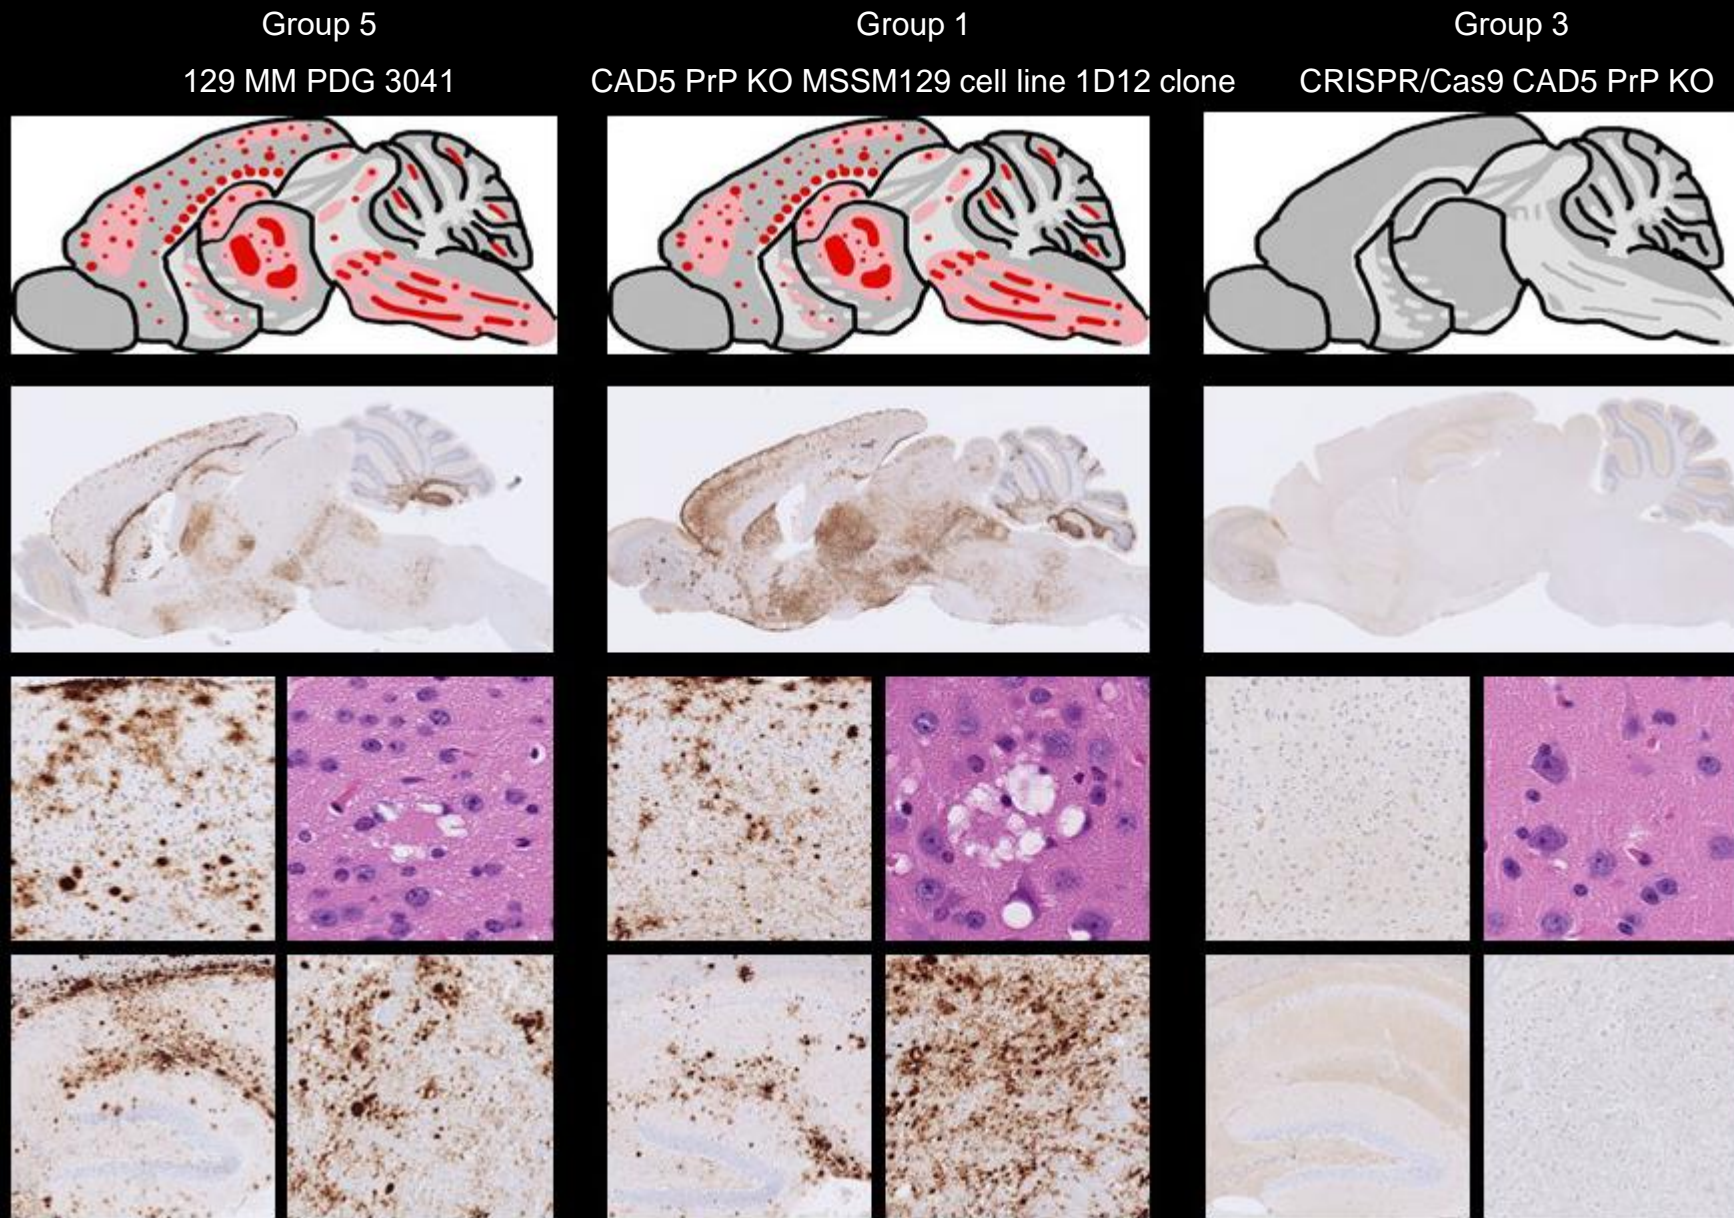 Group 5
Group 1
Group 3
129 MM PDG 3041
CAD5 PrP KO MSSM129 cell line 1D12 clone
CRISPR/Cas9 CAD5 PrP KO